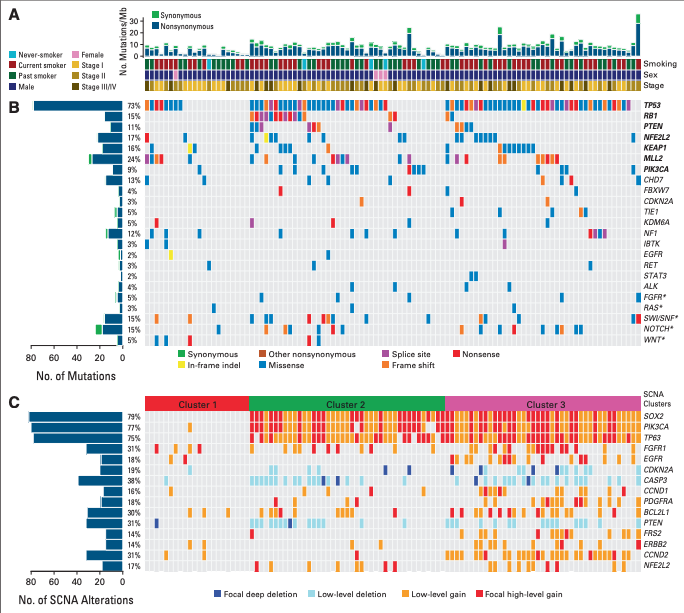 A
No. Mutations/Mb
30
20
10
0
Synonymous
Nonsynonymous
Never-smoker
Current smoker
Past smoker
Male
Female
Stage I
Stage II
Stage III/IV
Smoking
Sex
Stage
B
73% TP53
15% RB1
11% PTEN
17% NFE2L2
16% KEAP1
24% MLL2
9% PIK3CA
13% CHD7
4% FBXW7
3% CDKN2A
5% TIE1
5% KDM6A
12% NF1
3% IBTK
2% EGFR
3% RET
2% STAT3
4% ALK
5% FGFR*
3% RAS*
15% SWI/SNF*
15% NOTCH*
5% WNT*
80 60 40 20 0
No. of Mutations
Synonymous
In-frame indel
Other nonsynonymous
Missense
Splice site
Frame shift
Nonsense
C
Cluster 1
Cluster 2
Cluster 3
SCNA
Clusters
79% SOX2
77% PIK3CA
75% TP63
31% FGFR1
18% EGFR
19% CDKN2A
38% CASP3
16% CCND1
18% PDGFRA
30% BCL2L1
31% PTEN
14% FRS2
14% ERBB2
31% CCND2
17% NFE2L2
80 60 40 20 0
No. of SCNA Alterations
Focal deep deletion
Low-level deletion
Low-level gain
Focal high-level gain